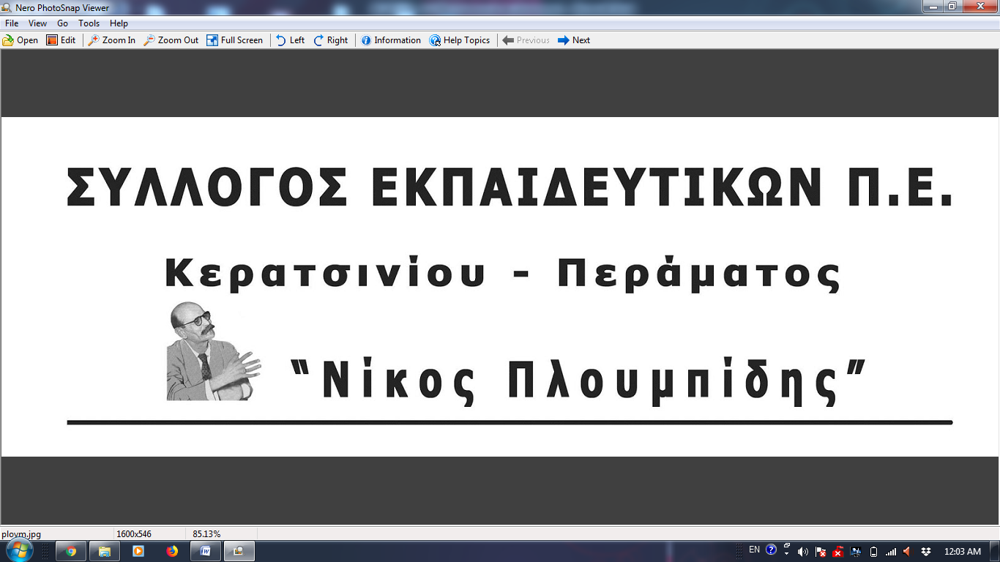 Nero PhotoSnap Viewer
File View Go Tools Help
Open Edit Zoom In Zoom Out Full Screen Left Right Information Help Topics Previous Next
ΣΥΛΛΟΓΟΣ ΕΚΠΑΙΔΕΥΤΙΚΩΝ Π.Ε.
Κερατσινίου - Περάματος
“Νίκος Πλουμπίδης”
ploym.jpg 1600x546 85.13%
EN 12:03 AM